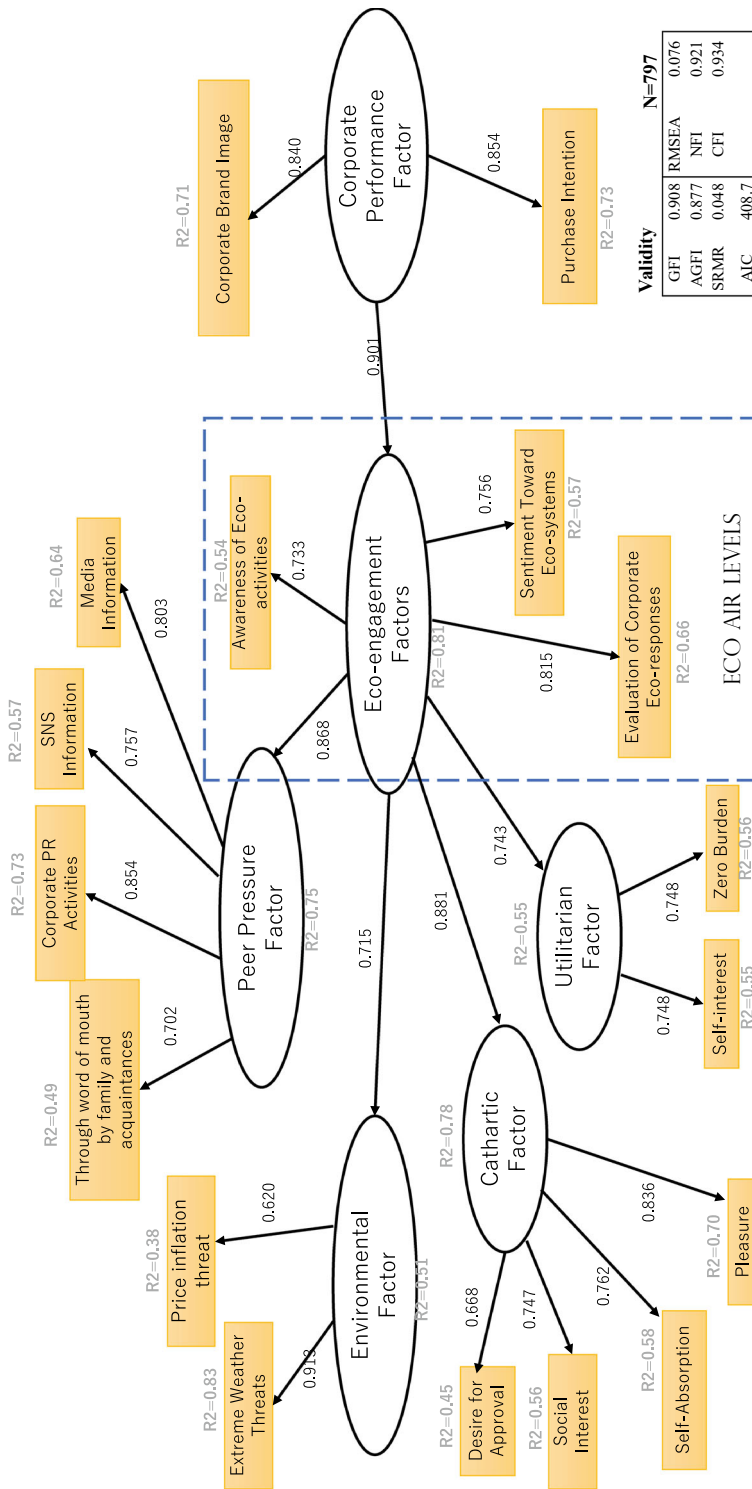 R2=0.49
Through word of mouth
by family and
acquaintances
R2=0.73
Corporate PR
Activities
R2=0.57
SNS
Information
R2=0.64
Media
Information
0.702
0.854
0.757
0.803
Peer Pressure
Factor
R2=0.75
R2=0.83
Extreme Weather
Threats
R2=0.38
Price inflation
threat
0.913
0.620
Environmental
Factor
R2=0.51
0.715
0.868
R2=0.54
Awareness of Eco-
activities
0.733
Eco-engagement
Factors
R2=0.81
0.756
Sentiment Toward
Eco-systems
R2=0.57
0.815
Evaluation of Corporate
Eco-responses
R2=0.66
ECO AIR LEVELS
0.901
R2=0.71
Corporate Brand Image
0.840
Corporate
Performance
Factor
0.854
Purchase Intention
R2=0.73
0.881
0.743
R2=0.78
Cathartic
Factor
R2=0.45
Desire for
Approval
0.668
R2=0.56
Social
Interest
0.747
R2=0.58
Self-Absorption
0.762
R2=0.70
Pleasure
0.836
R2=0.55
Utilitarian
Factor
0.748
0.748
Self-interest
R2=0.55
Zero Burden
R2=0.56
Validity N=797
GFI 0.908 RMSEA 0.076
AGFI 0.877 NFI 0.921
SRMR 0.048 CFI 0.934
AIC 408.7